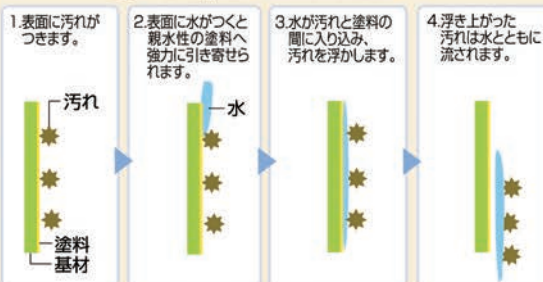 1.表面に汚れが
つきます。
汚れ
塗料
基材
2.表面に水がつくと
親水性の塗料へ
強力に引き寄せら
れます。
水
3.水が汚れと塗料の
間に入り込み、
汚れを浮かします。
4.浮き上がった
汚れは水とともに
流されます。